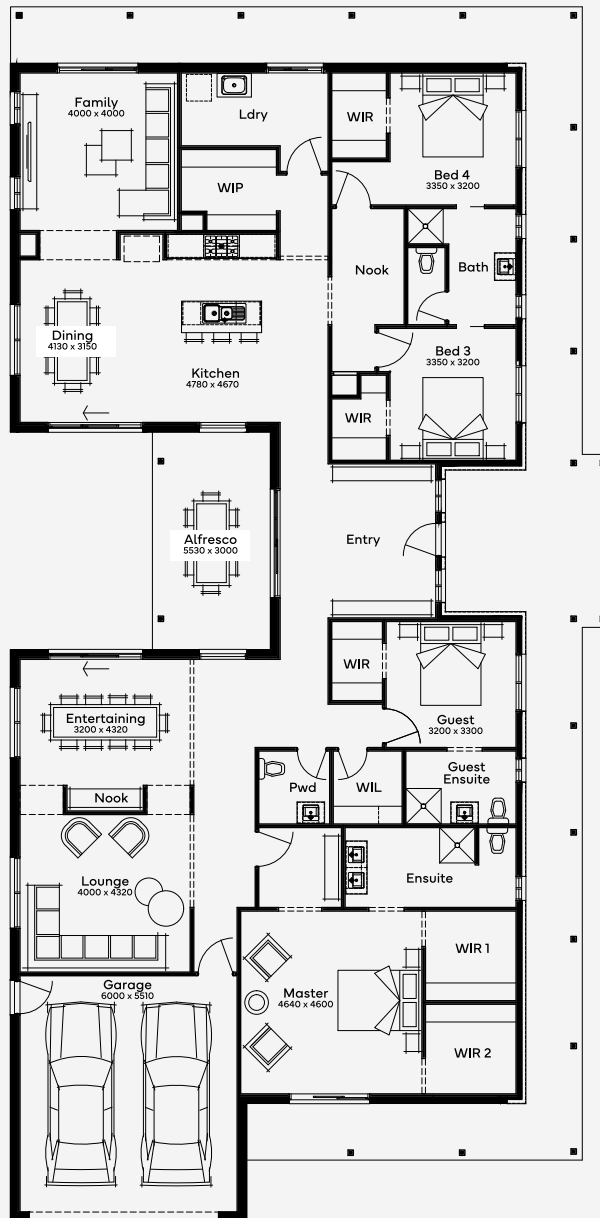 Family
4000 x 4000
Ldry
WIR
Bed 4
3350 x 3200
WIP
Nook
Bath
Dining
4130 x 3150
Kitchen
4780 x 4670
Bed 3
3350 x 3200
WIR
Alfresco
5530 x 3000
Entry
WIR
Guest
3200 x 3300
Entertaining
3200 x 4320
Pwd
WIL
Guest
Ensuite
Nook
Lounge
4000 x 4320
Ensuite
WIR 1
Garage
6000 x 5510
Master
4640 x 4600
WIR 2